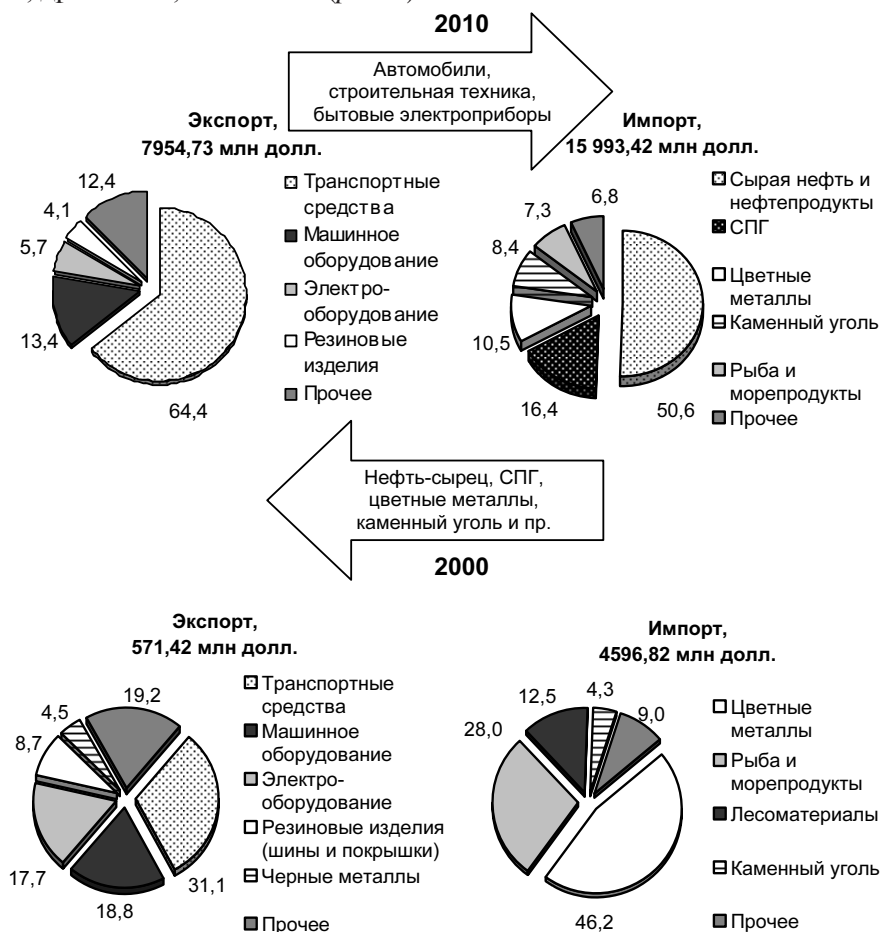 2010
Автомобили,
строительная техника,
бытовые электроприборы
Экспорт,
7954,73 млн долл.
12,4
4,1
5,7
13,4
64,4
Транспортные
средства
Машинное
оборудование
Электро-
оборудование
Резиновые
изделия
Прочее
Импорт,
15 993,42 млн долл.
6,8
7,3
8,4
10,5
16,4
50,6
Сырая нефть и
нефтепродукты
СПГ
Цветные
металлы
Каменный уголь
Рыба и
морепродукты
Прочее
Нефть-сырец, СПГ,
цветные металлы,
каменный уголь и пр.
2000
Экспорт,
571,42 млн долл.
19,2
4,5
8,7
17,7
18,8
31,1
Транспортные
средства
Машинное
оборудование
Электро-
оборудование
Резиновые изделия
(шины и покрышки)
Черные металлы
Прочее
Импорт,
4596,82 млн долл.
4,3
12,5
9,0
28,0
46,2
Цветные
металлы
Рыба и
морепродукты
Лесоматериалы
Каменный уголь
Прочее